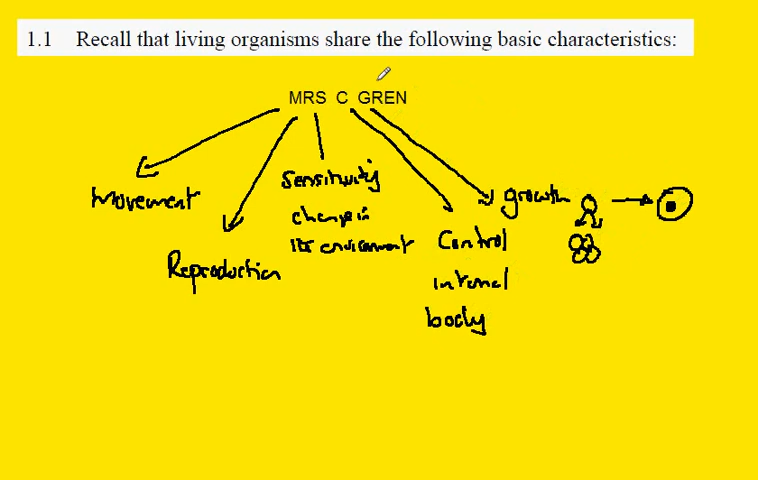 1.1 Recall that living organisms share the following basic characteristics:
MRS C GREN
Movement
Reproduction
Sensitivity
change in
its environment
Control
internal
body
growth